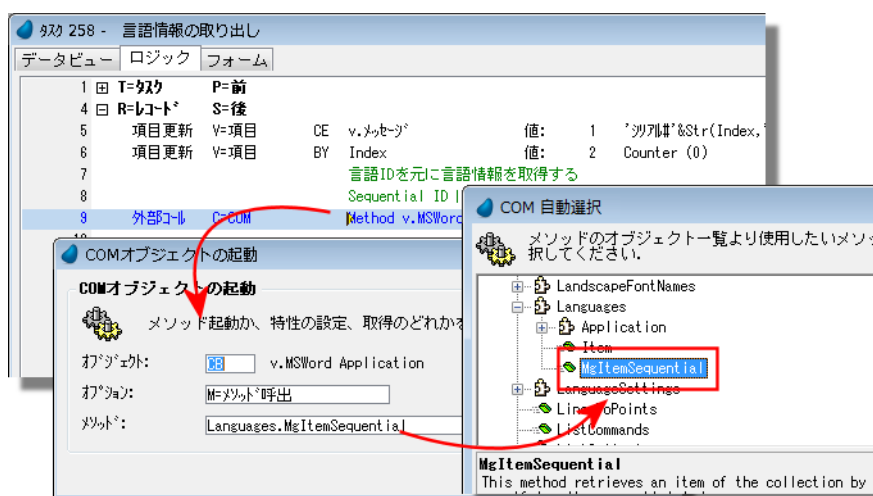 タスク 258 - 言語情報の取り出し
データビュー ロジック フォーム
1 T=タスク P=前
4 R=レコード S=後
5 項目更新 V=項目 CE v.メッセージ 値: 1 'シリアル#'&Str(Index,'
6 項目更新 V=項目 BY Index 値: 2 Counter (0)
7 言語IDを元に言語情報を取得する
8 Sequential ID
9 外部コール C=COM Method v.MSWord
COMオブジェクトの起動
COMオブジェクトの起動
メソッド起動か、特性の設定、取得のどれかを
オブジェクト: CB v.MSWord Application
オプション: M=メソッド呼出
メソッド: Languages.MgItemSequential
COM 自動選択
メソッドのオブジェクト一覧より使用したいメソッ
択してください.
LandscapeFontNames
Languages
Application
Item
MgItemSequential
LanguageSettings
LinesToPoints
ListCommands
MgItemSequential
This method retrieves an item of the collection by